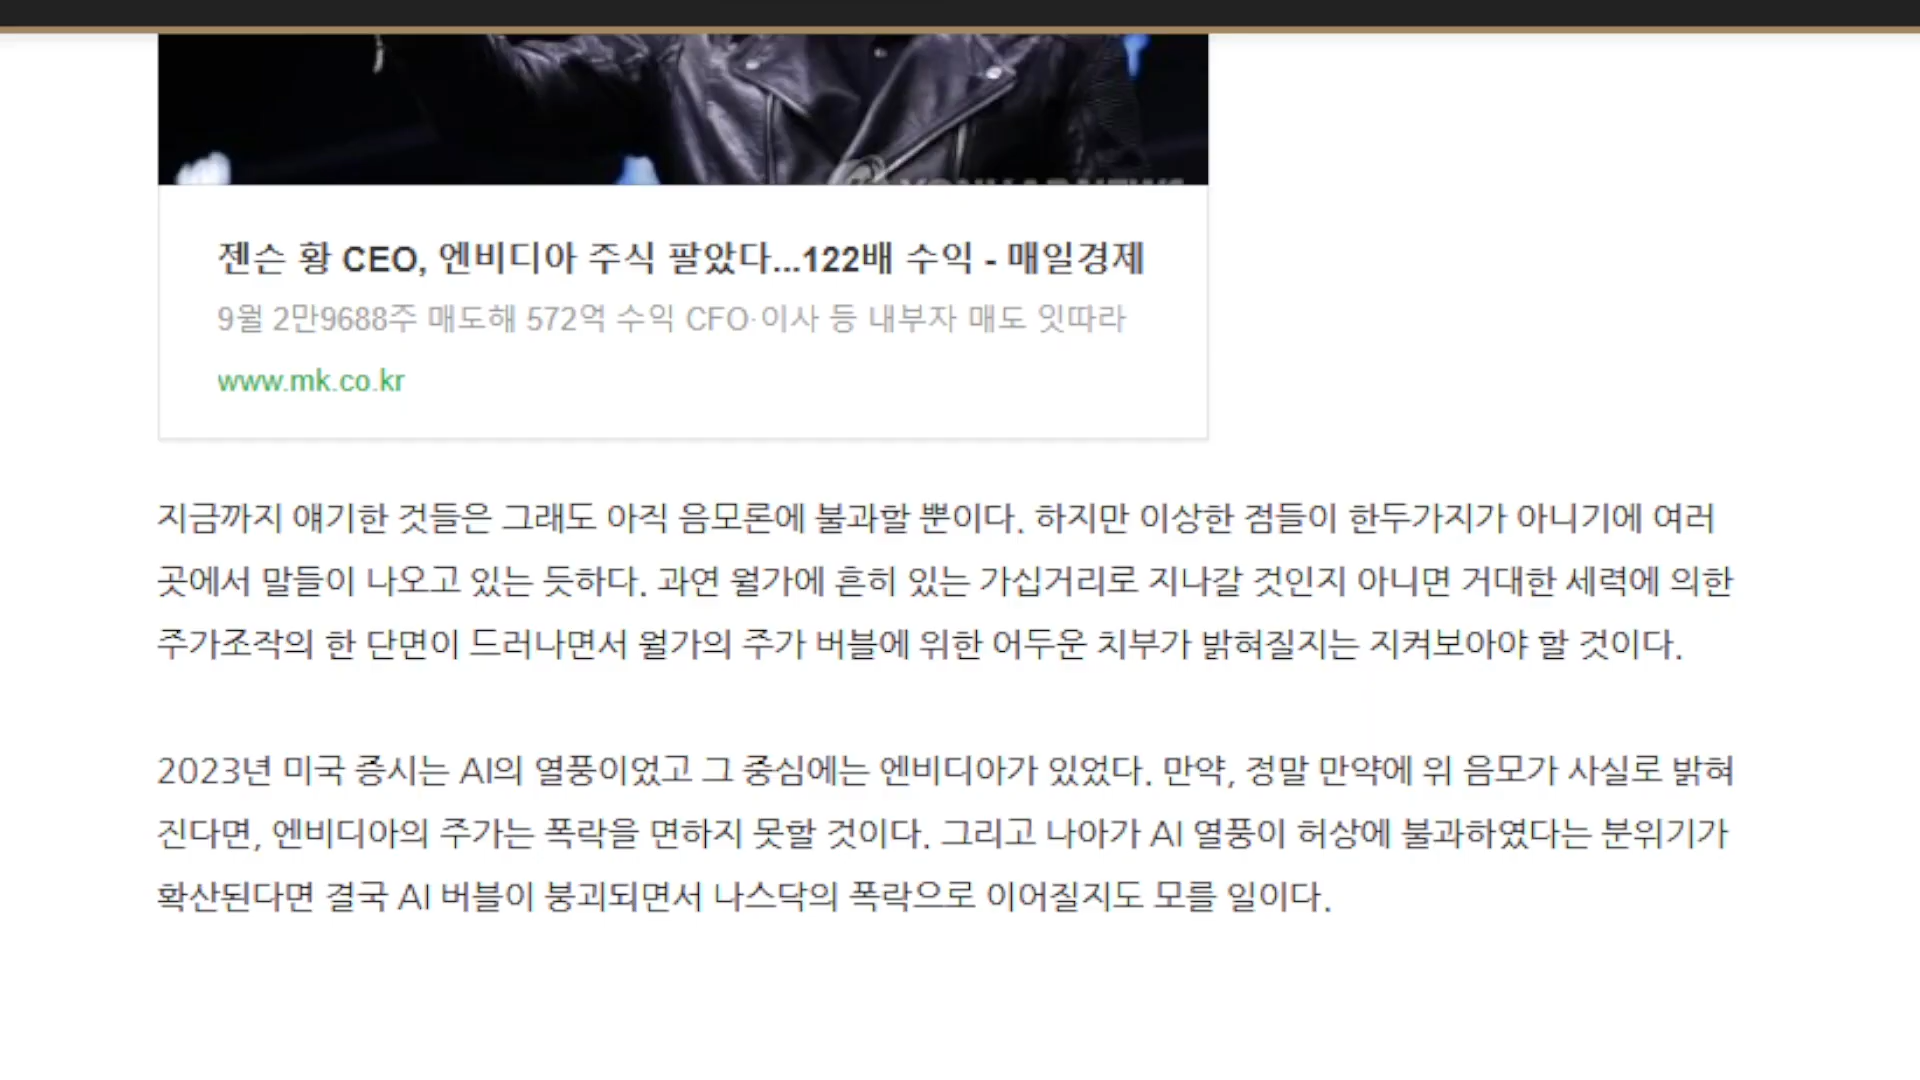 젠슨 황 CEO, 엔비디아 주식 팔았다...122배 수익 - 매일경제
9월 2만9688주 매도해 572억 수익 CFO·이사 등 내부자 매도 잇따라
www.mk.co.kr
지금까지 얘기한 것들은 그래도 아직 음모론에 불과할 뿐이다. 하지만 이상한 점들이 한두가지가 아니기에 여러
곳에서 말들이 나오고 있는 듯하다. 과연 월가에 흔히 있는 가십거리로 지나갈 것인지 아니면 거대한 세력에 의한
주가조작의 한 단면이 드러나면서 월가의 주가 버블에 위한 어두운 치부가 밝혀질지는 지켜보아야 할 것이다.
2023년 미국 증시는 AI의 열풍이었고 그 중심에는 엔비디아가 있었다. 만약, 정말 만약에 위 음모가 사실로 밝혀
진다면, 엔비디아의 주가는 폭락을 면하지 못할 것이다. 그리고 나아가 AI 열풍이 허상에 불과하였다는 분위기가
확산된다면 결국 AI 버블이 붕괴되면서 나스닥의 폭락으로 이어질지도 모를 일이다.